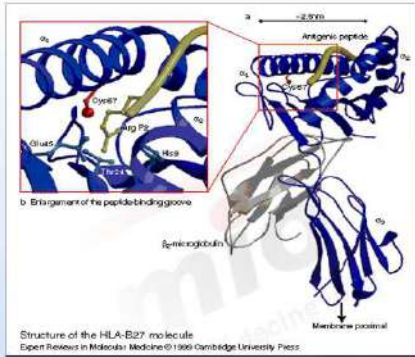 a
~2.5nm
Antigenic peptide
α₁
α₂
Cys67
α₃
β₂-microglobulin
Membrane proximal
α₁
Cys67
Arg P2
α₂
Glu45
His9
Thr24
b Enlargement of the peptide-binding groove
Structure of the HLA-B27 molecule
Expert Reviews in Molecular Medicine © 1999 Cambridge University Press